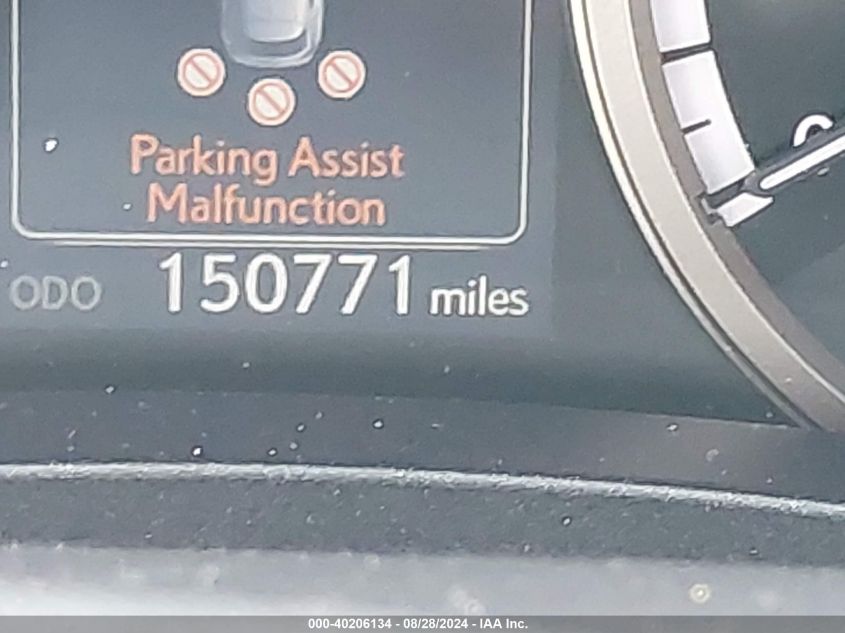 Parking Assist
Malfunction
ODO 150771 miles
000-40206134 - 08/28/2024 - IAA Inc.